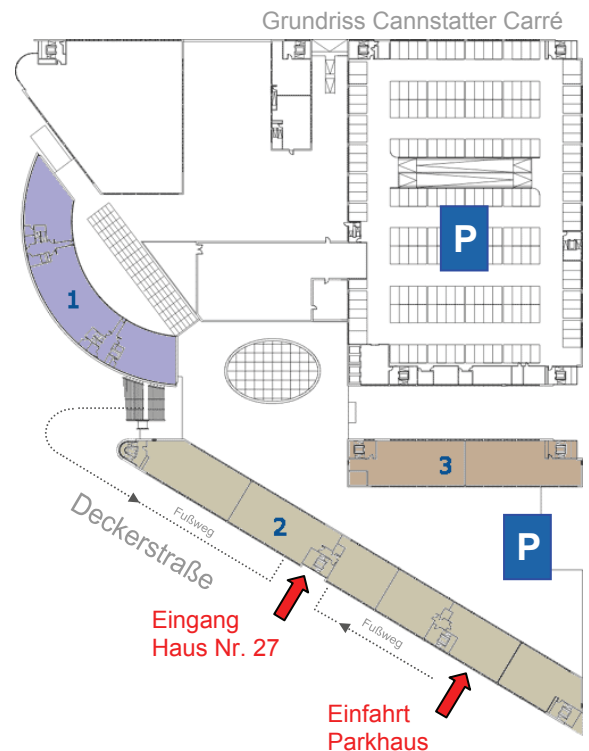 Grundriss Cannstatter Carré
P
1
3
2
P
Deckerstraße
Fußweg
Eingang
Haus Nr. 27
Fußweg
Einfahrt
Parkhaus